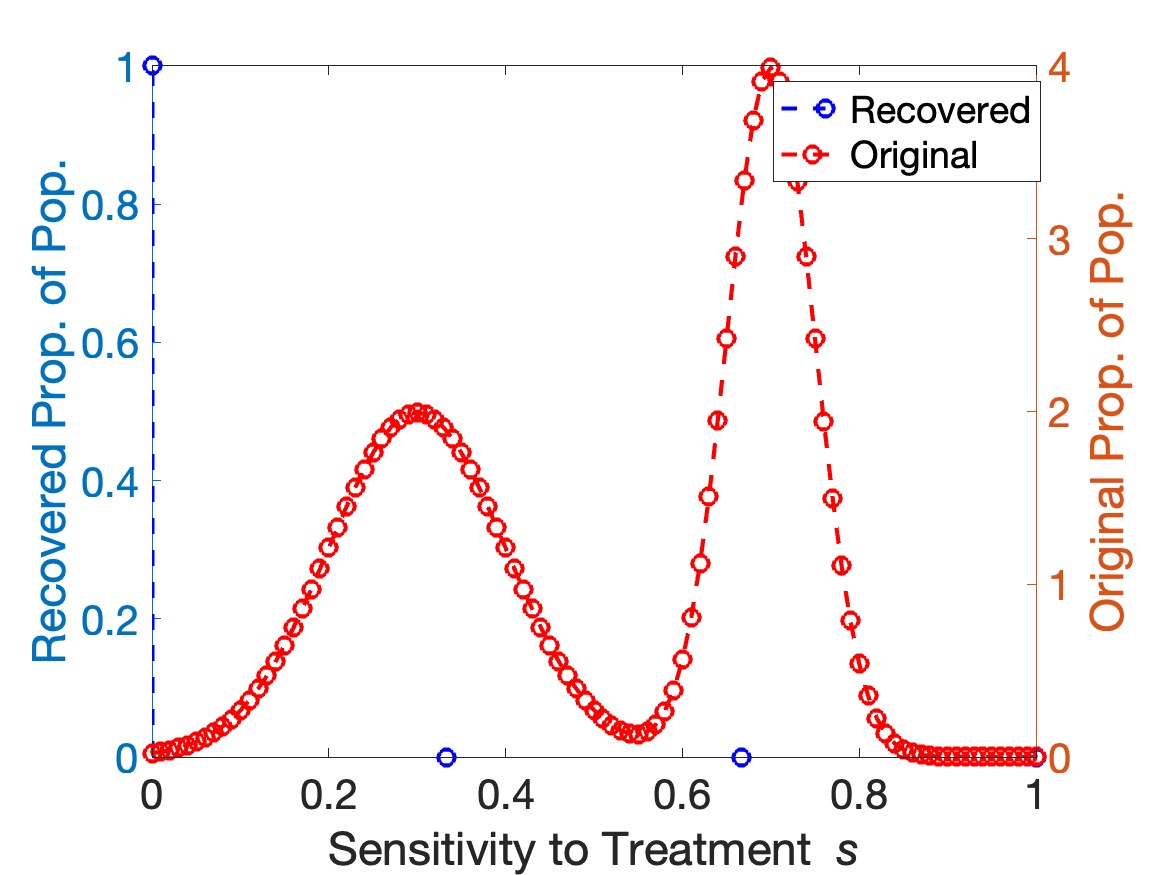 Recovered Prop. of Pop.
1
0.8
0.6
0.4
0.2
0
4
3
2
1
0
Original Prop. of Pop.
Recovered
Original
0 0.2 0.4 0.6 0.8 1
Sensitivity to Treatment s